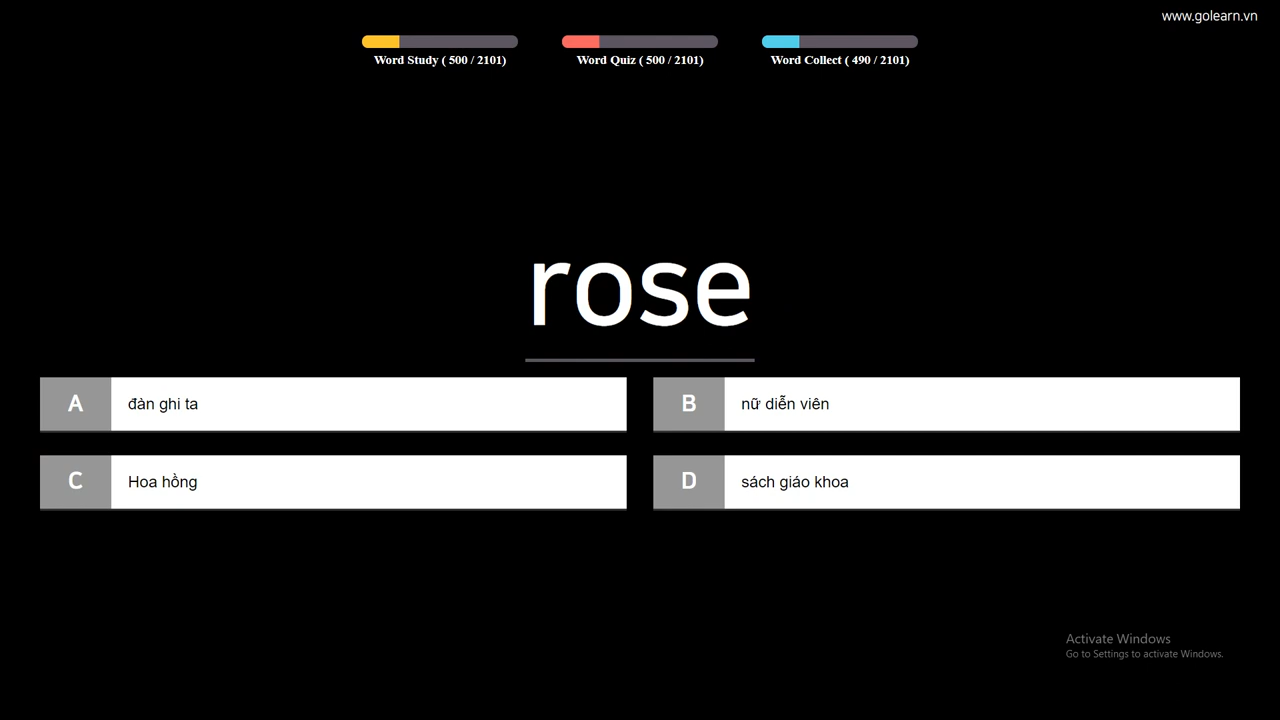 www.golearn.vn
Word Study ( 500 / 2101)
Word Quiz ( 500 / 2101)
Word Collect ( 490 / 2101)
rose
A đàn ghi ta
B nữ diễn viên
C Hoa hồng
D sách giáo khoa
Activate Windows
Go to Settings to activate Windows.